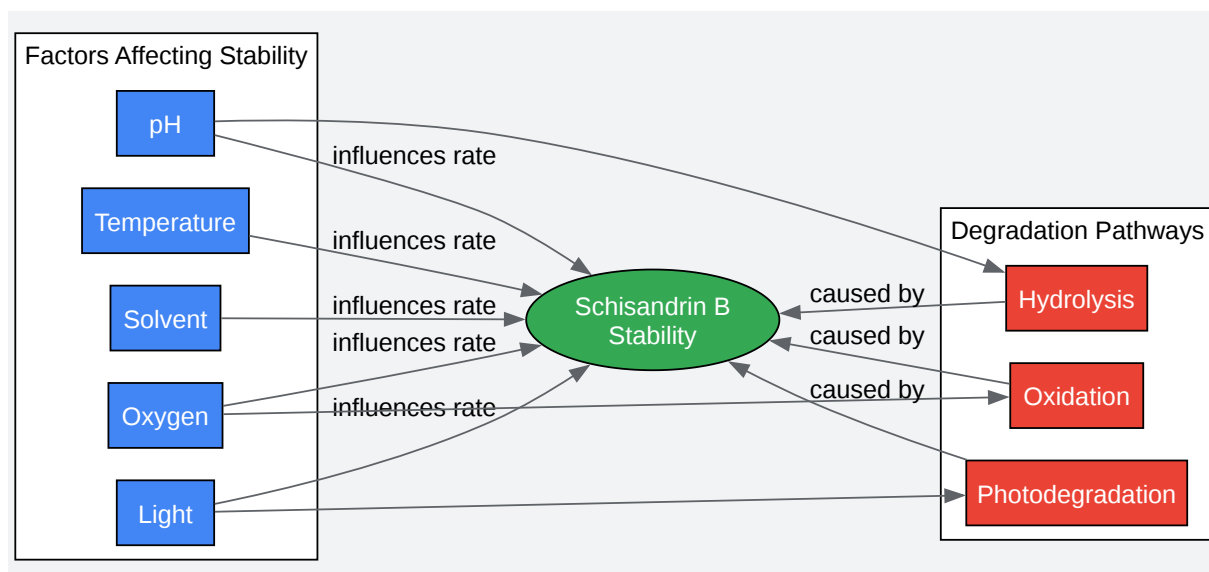 Factors Affecting Stability
pH
Temperature
Solvent
Oxygen
Light
influences rate
influences rate
influences rate
influences rate
influences rate
Schisandrin B
Stability
caused by
caused by
caused by
Degradation Pathways
Hydrolysis
Oxidation
Photodegradation